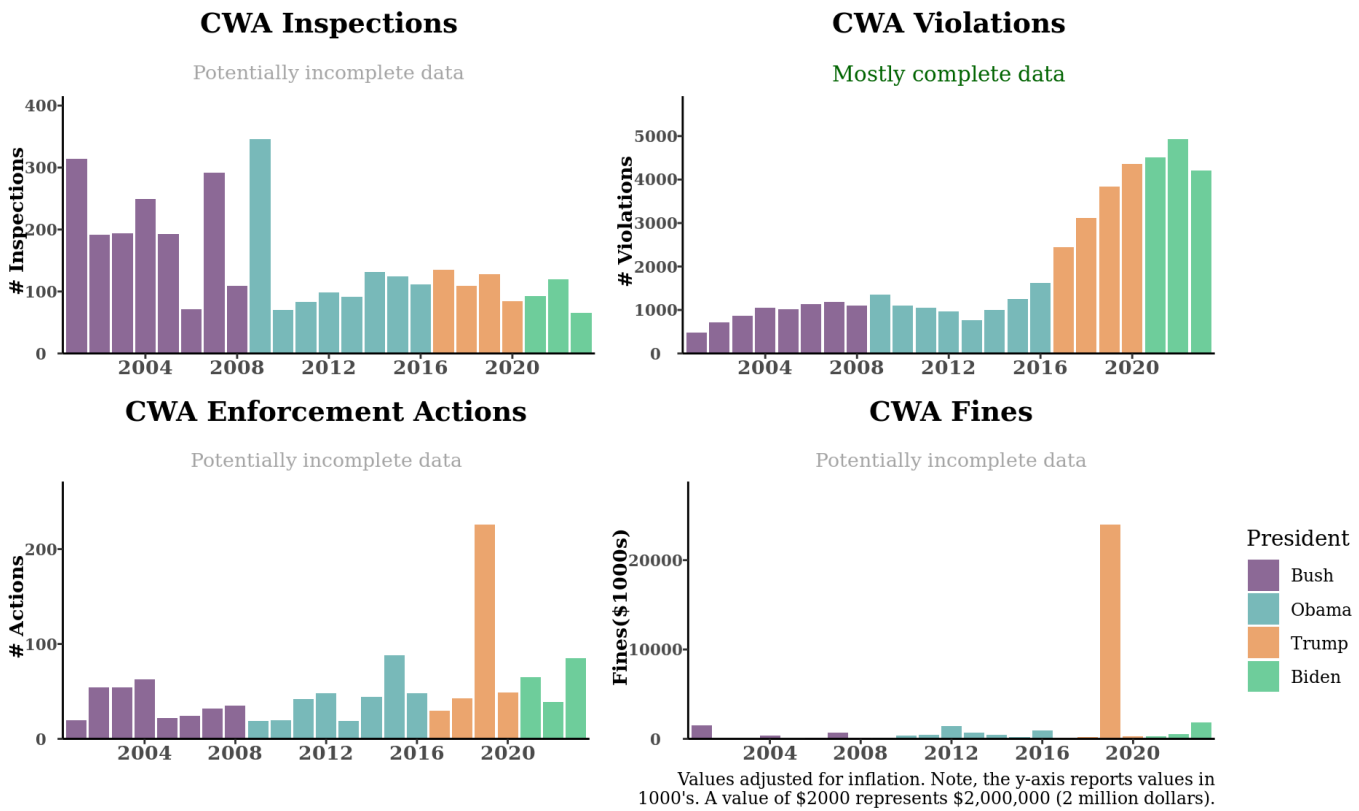 CWA Inspections
Potentially incomplete data
# Inspections
400
300
200
100
0
2004
2008
2012
2016
2020
CWA Violations
Mostly complete data
# Violations
5000
4000
3000
2000
1000
0
2004
2008
2012
2016
2020
CWA Enforcement Actions
Potentially incomplete data
# Actions
200
100
0
2004
2008
2012
2016
2020
CWA Fines
Potentially incomplete data
Fines($1000s)
20000
10000
0
2004
2008
2012
2016
2020
President
Bush
Obama
Trump
Biden
Values adjusted for inflation. Note, the y-axis reports values in
1000's. A value of $2000 represents $2,000,000 (2 million dollars).